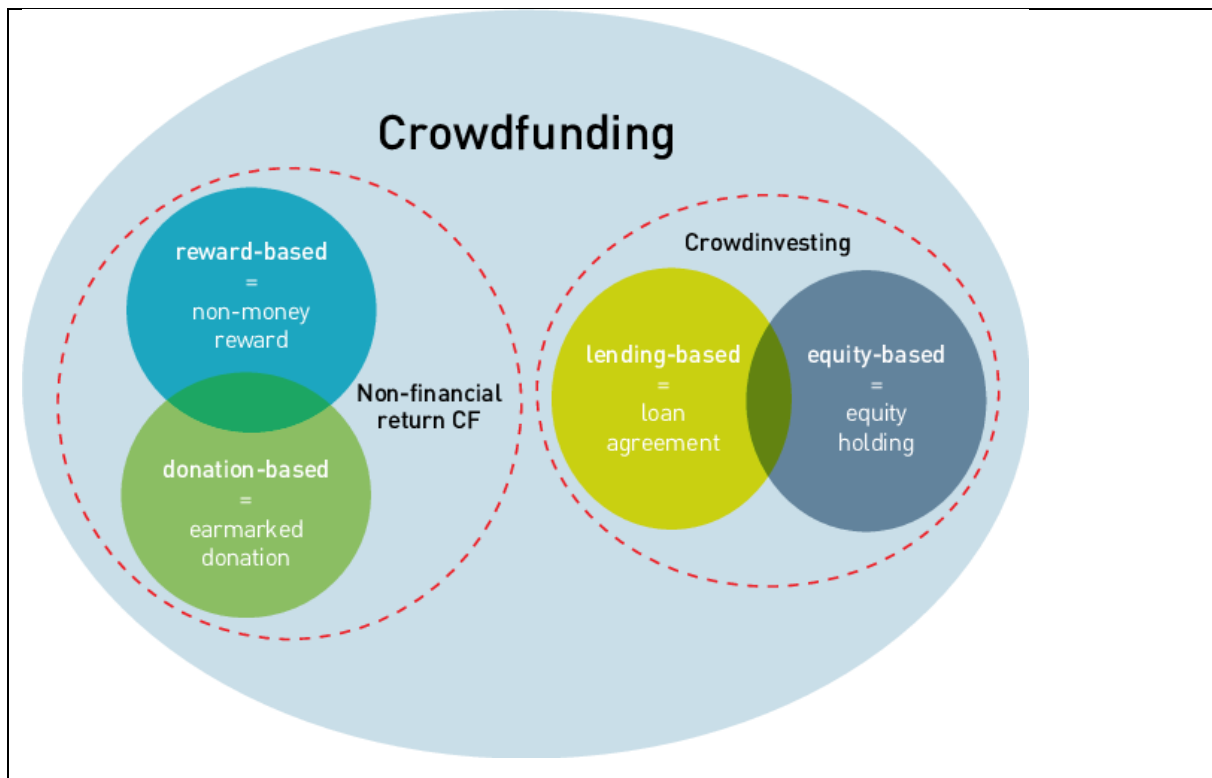 Crowdfunding
reward-based
=
non-money
reward
Non-financial
return CF
donation-based
=
earmarked
donation
Crowdinvesting
lending-based
=
loan
agreement
equity-based
=
equity
holding